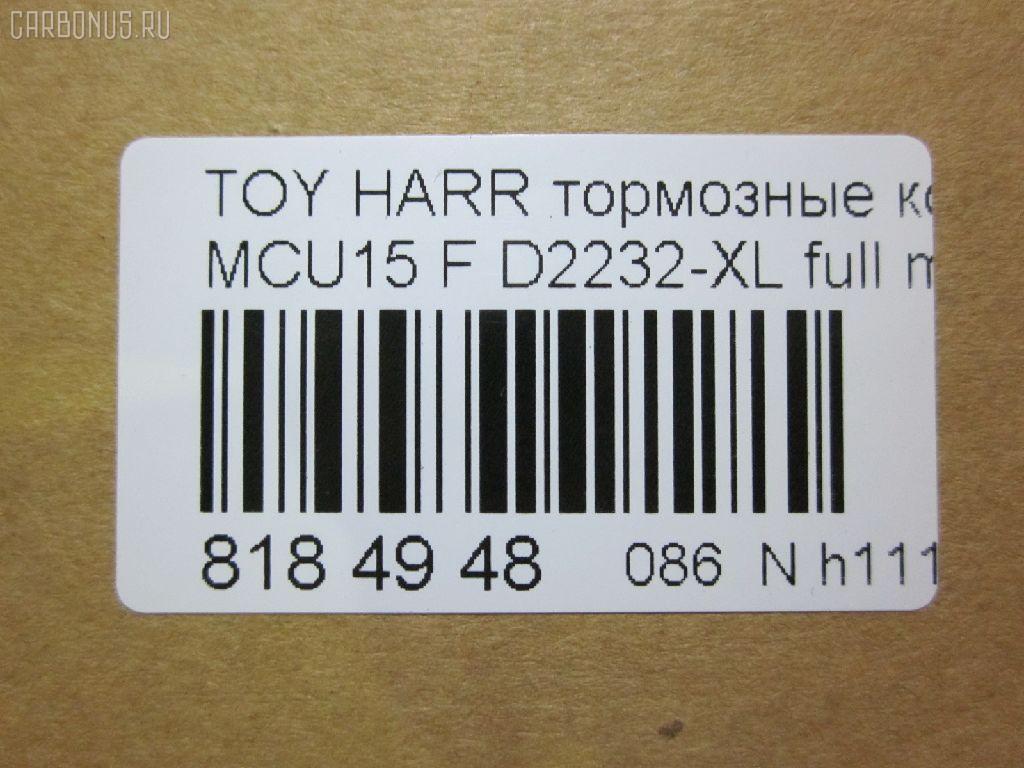 CARBONUS.RU
TOY HARR тормозные
MCU15 F D2232-XL full
818 49 48 086 N h111